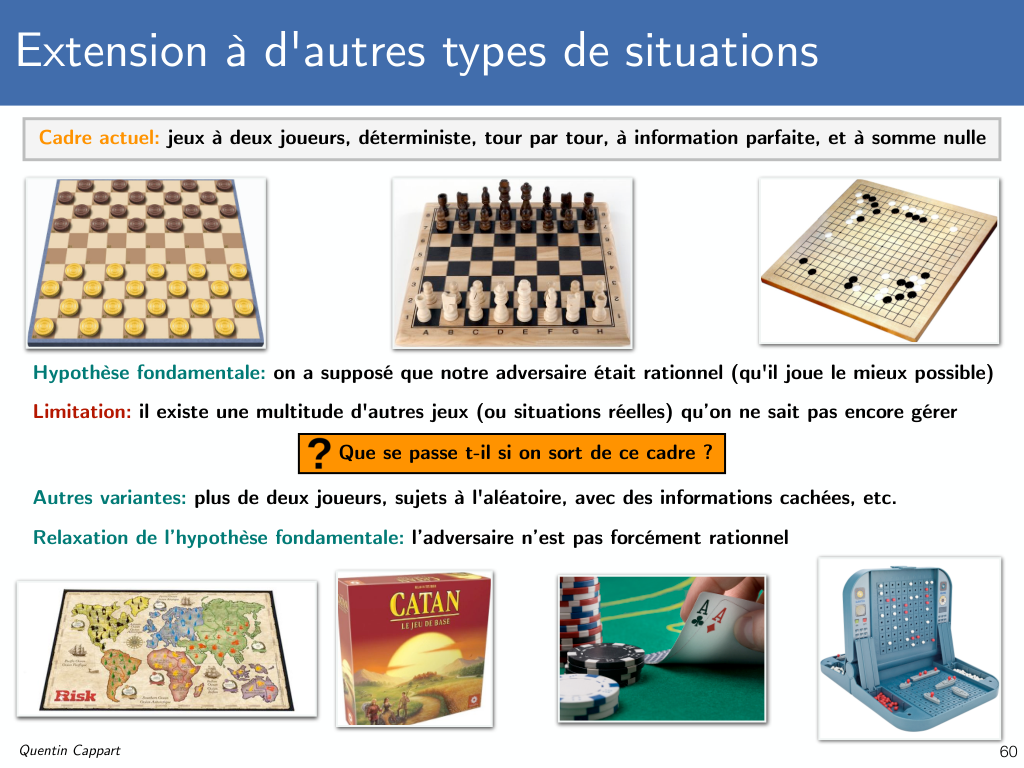 Extension à d'autres types de situations
Cadre actuel: jeux à deux joueurs, déterministe, tour par tour, à information parfaite, et à somme nulle
A B C D E F G H
Hypothèse fondamentale: on a supposé que notre adversaire était rationnel (qu'il joue le mieux possible)
Limitation: il existe une multitude d'autres jeux (ou situations réelles) qu'on ne sait pas encore gérer
? Que se passe t-il si on sort de ce cadre ?
Autres variantes: plus de deux joueurs, sujets à l'aléatoire, avec des informations cachées, etc.
Relaxation de l'hypothèse fondamentale: l'adversaire n'est pas forcément rationnel
Risk
CATAN
LE JEU DE BASE
A A
Quentin Cappart
60